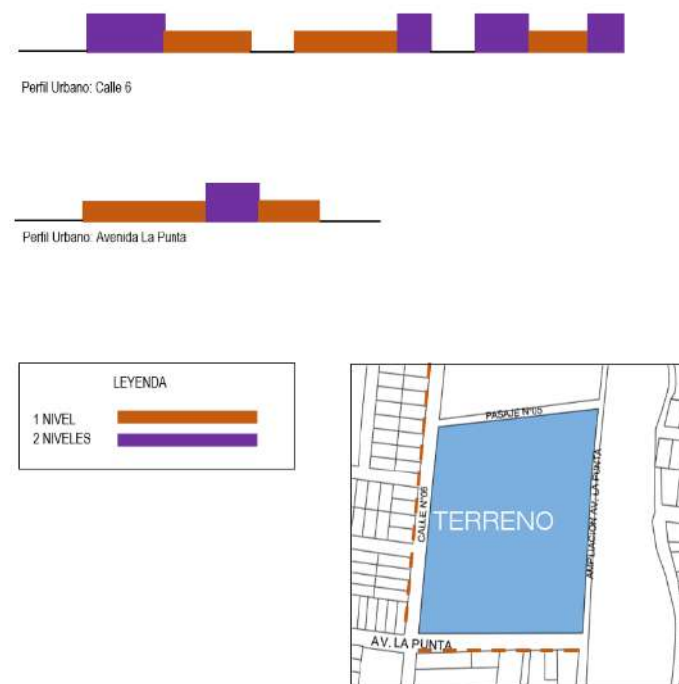 Perfil Urbano: Calle 6
Perfil Urbano: Avenida La Punta
LEYENDA
1 NIVEL
2 NIVELES
PASAJE N°05
CALLE N°06
TERRENO
AMPLIACION AV. LA PUNTA
AV. LA PUNTA